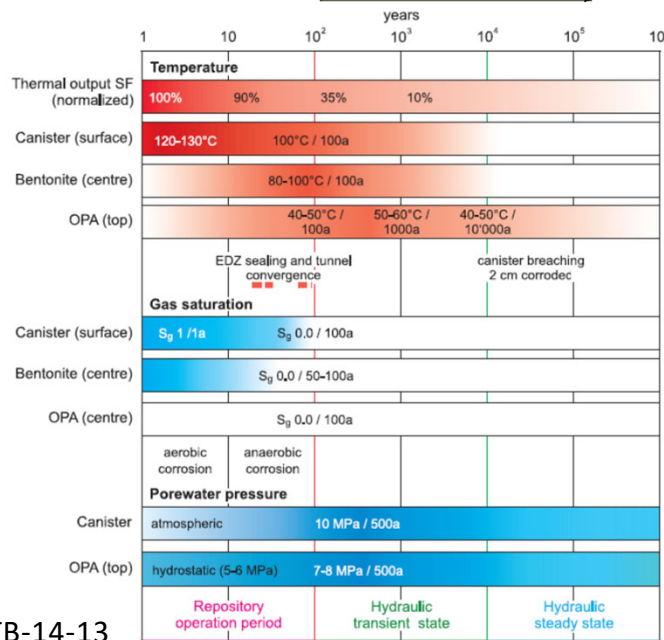 years
1 10 10² 10³ 10⁴ 10⁵ 10
Temperature
Thermal output SF
(normalized)
100% 90% 35% 10%
Canister (surface) 120-130°C 100°C / 100a
Bentonite (centre) 80-100°C / 100a
OPA (top) 40-50°C / 50-60°C / 40-50°C /
100a 1000a 10'000a
EDZ sealing and tunnel
convergence
canister breaching
2 cm corroded
Gas saturation
Canister (surface) Sg 1 /1a Sg 0.0 / 100a
Bentonite (centre) Sg 0.0 / 50-100a
OPA (centre) Sg 0.0 / 100a
aerobic
corrosion
anaerobic
corrosion
Porewater pressure
Canister atmospheric 10 MPa / 500a
OPA (top) hydrostatic (5-6 MPa) 7-8 MPa / 500a
Repository
operation period
Hydraulic
transient state
Hydraulic
steady state
B-14-13